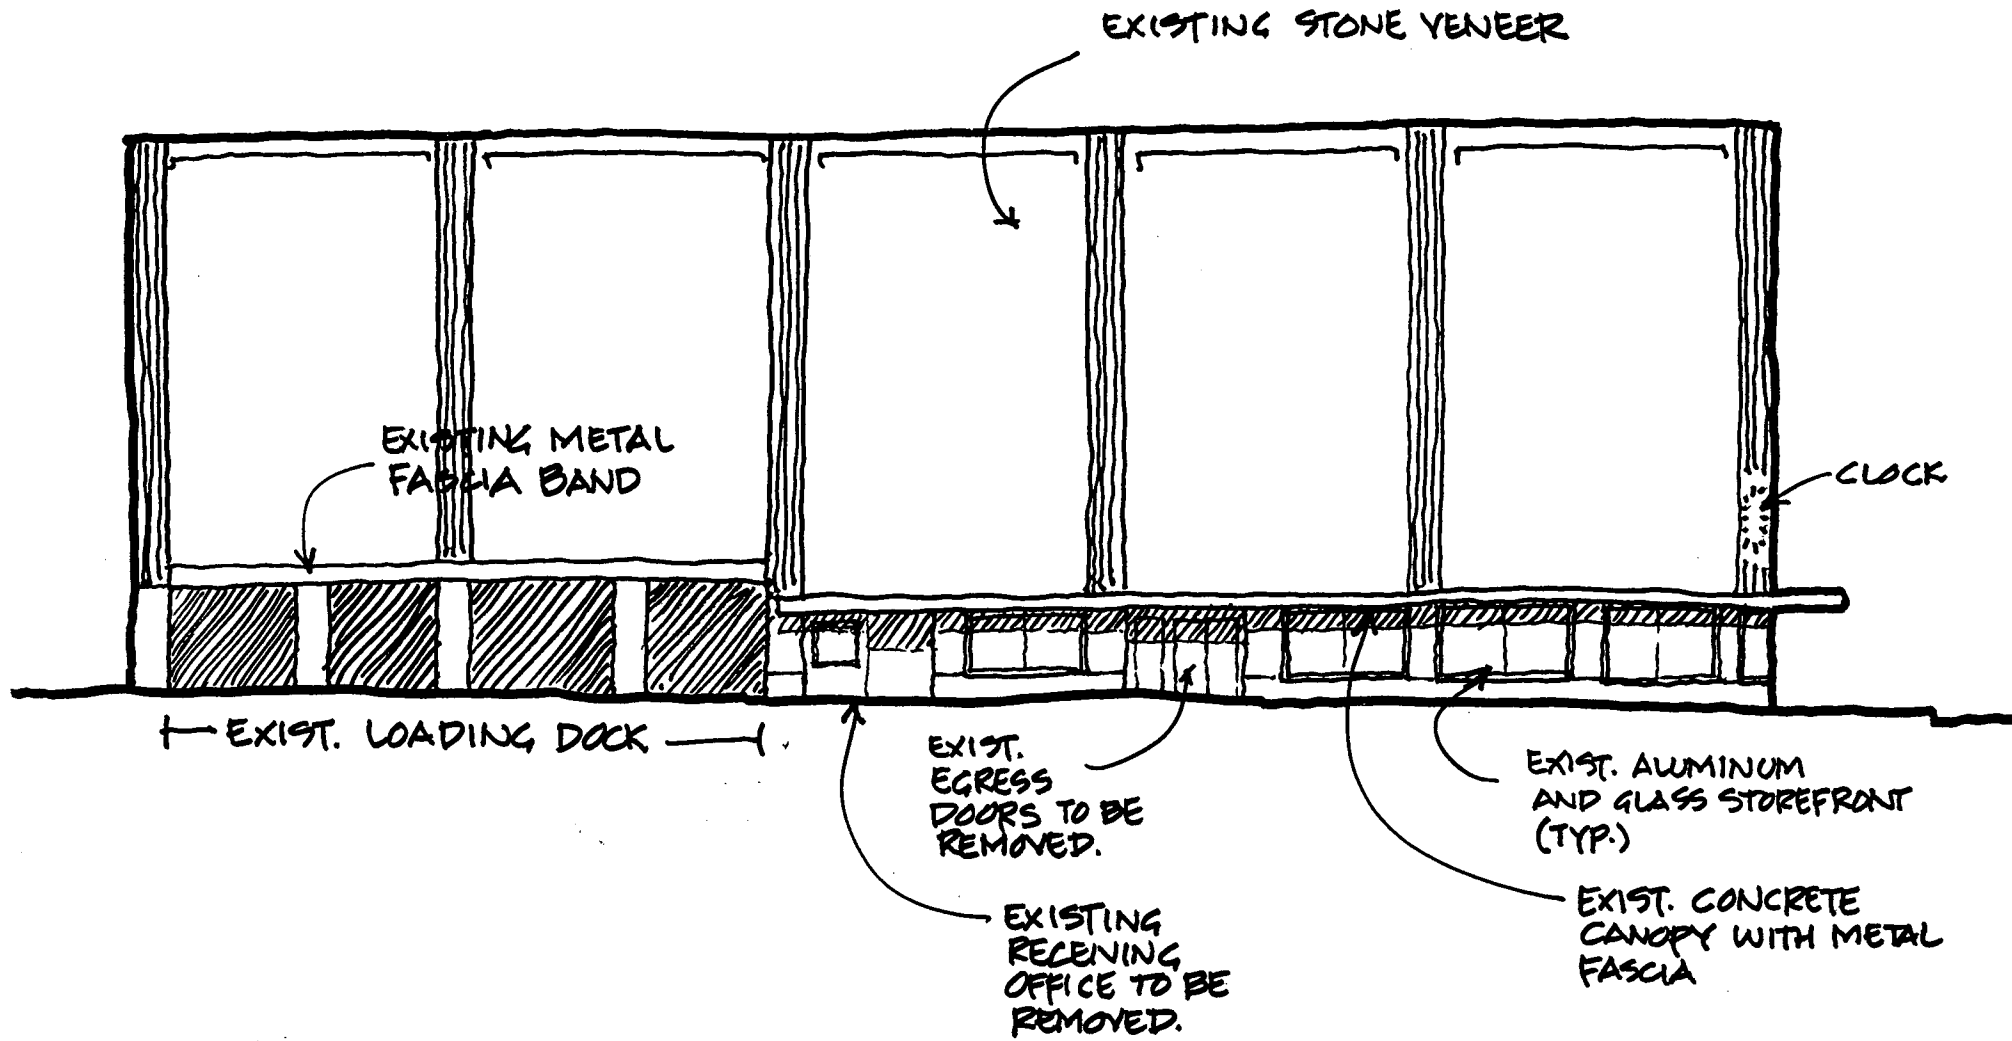 EXISTING STONE VENEER
EXISTING METAL
FASCIA BAND
CLOCK
EXIST. LOADING DOCK
EXIST.
EGRESS
DOORS TO BE
REMOVED.
EXIST. ALUMINUM
AND GLASS STOREFRONT
(TYP.)
EXISTING
RECEIVING
OFFICE TO BE
REMOVED.
EXIST. CONCRETE
CANOPY WITH METAL
FASCIA